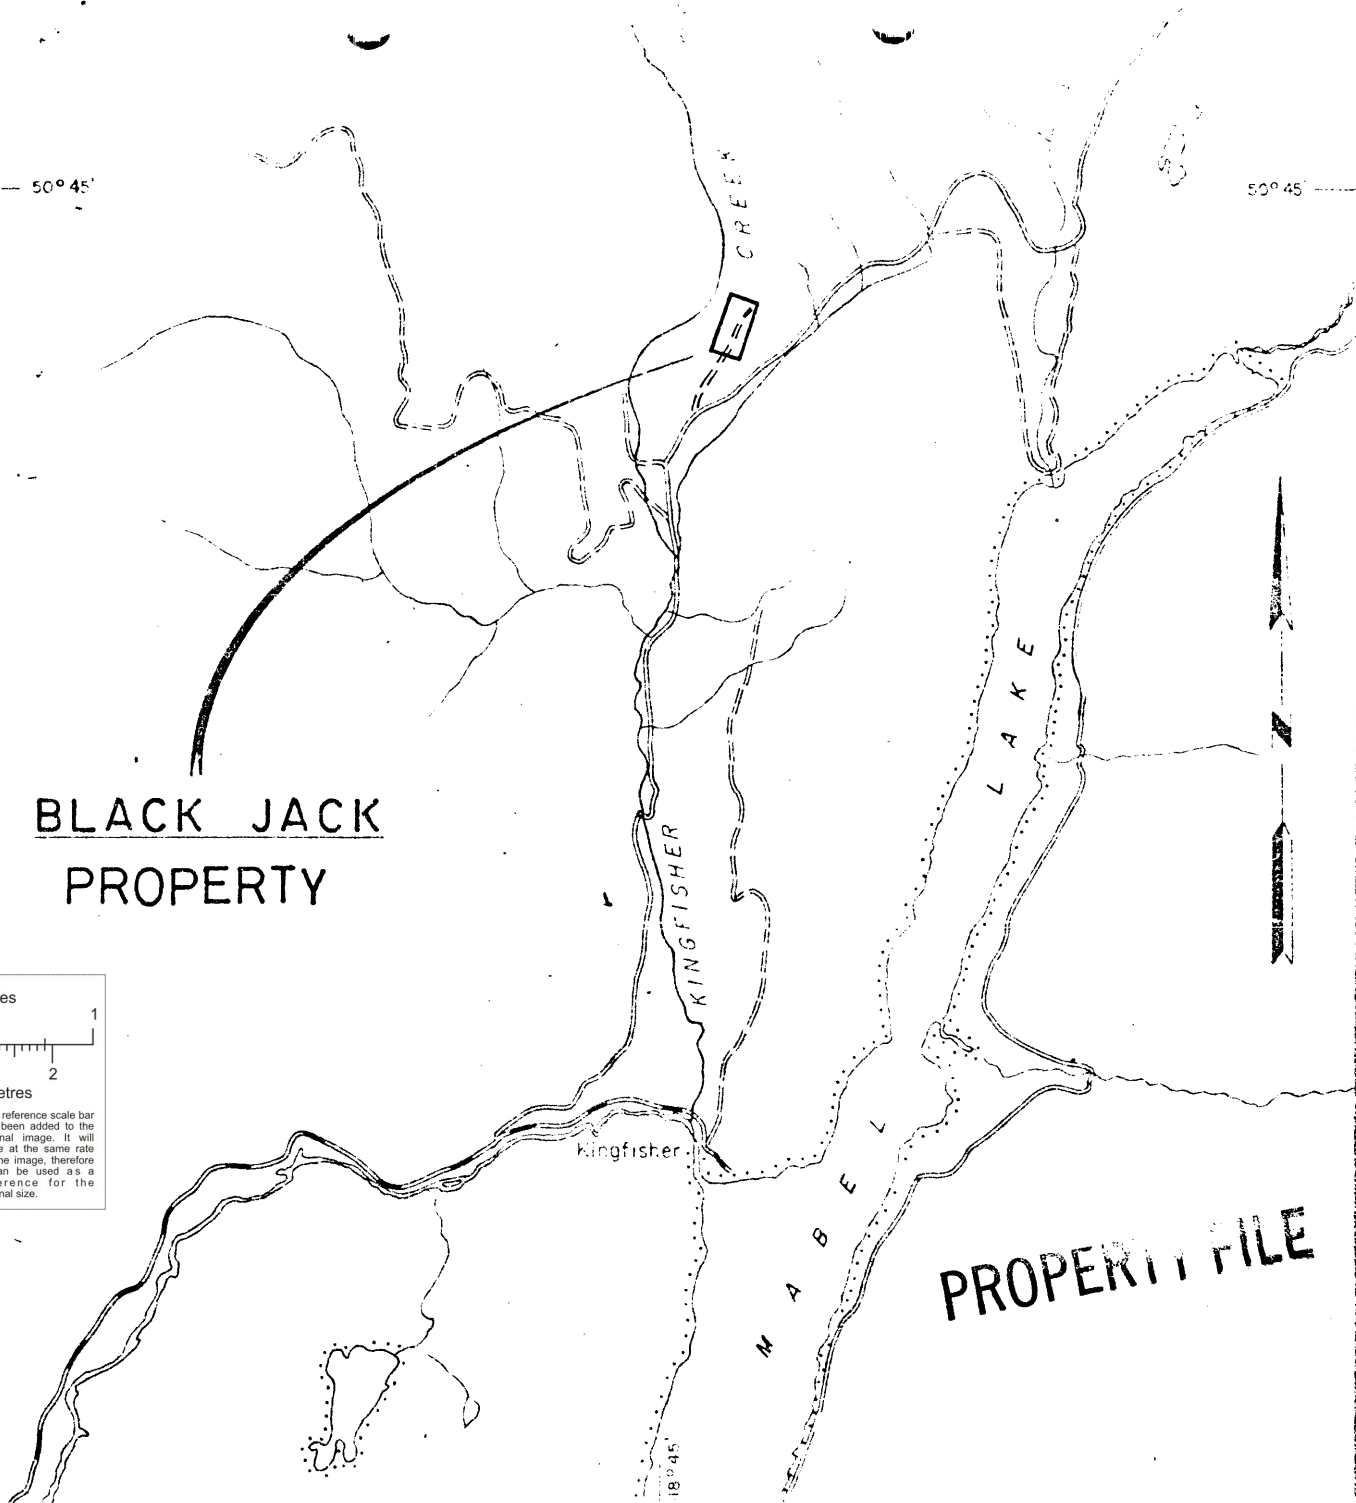 50° 45'
50° 45'
CREEK
LAKE
BLACK JACK
PROPERTY
KINGFISHER
es
1
2
etres
reference scale bar
been added to the
nal image. It will
e at the same rate
ne image, therefore
an be used as a
erence for the
nal size.
Kingfisher
MABEL
PROPERTY FILE
18° 45'